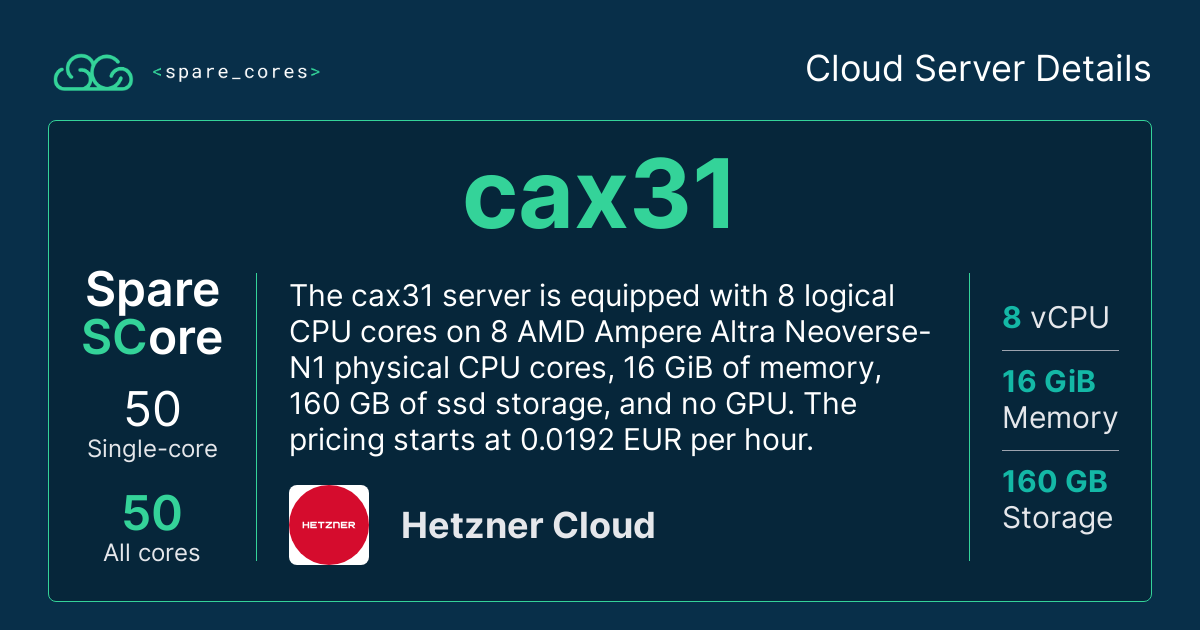 <spare_cores>
Cloud Server Details
cax31
Spare
SCore
50
Single-core
50
All cores
The cax31 server is equipped with 8 logical
CPU cores on 8 AMD Ampere Altra Neoverse-
N1 physical CPU cores, 16 GiB of memory,
160 GB of ssd storage, and no GPU. The
pricing starts at 0.0192 EUR per hour.
HETZNER
Hetzner Cloud
8 vCPU
16 GiB
Memory
160 GB
Storage